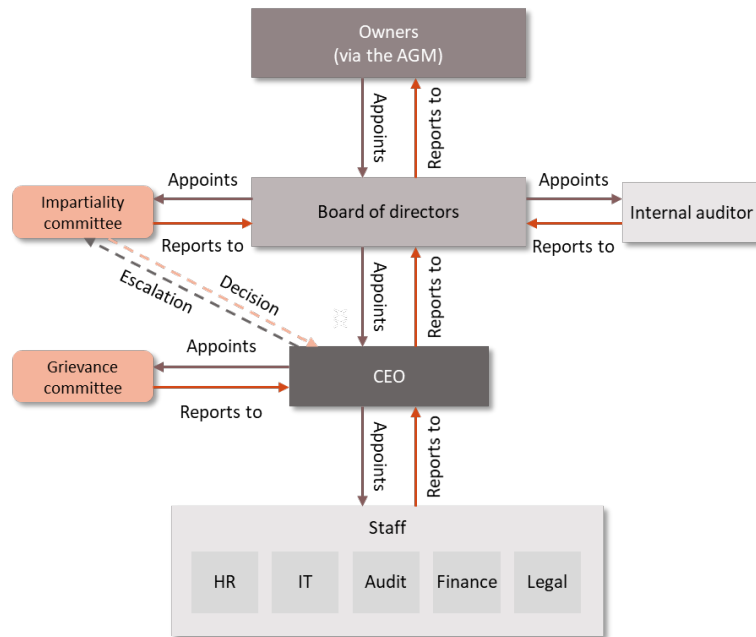 Owners
(via the AGM)
Appoints
Reports to
Appoints
Appoints
Impartiality
committee
Board of directors
Internal auditor
Reports to
Reports to
Decision
Escalation
Appoints
Reports to
Appoints
Grievance
committee
CEO
Reports to
Appoints
Reports to
Staff
HR
IT
Audit
Finance
Legal